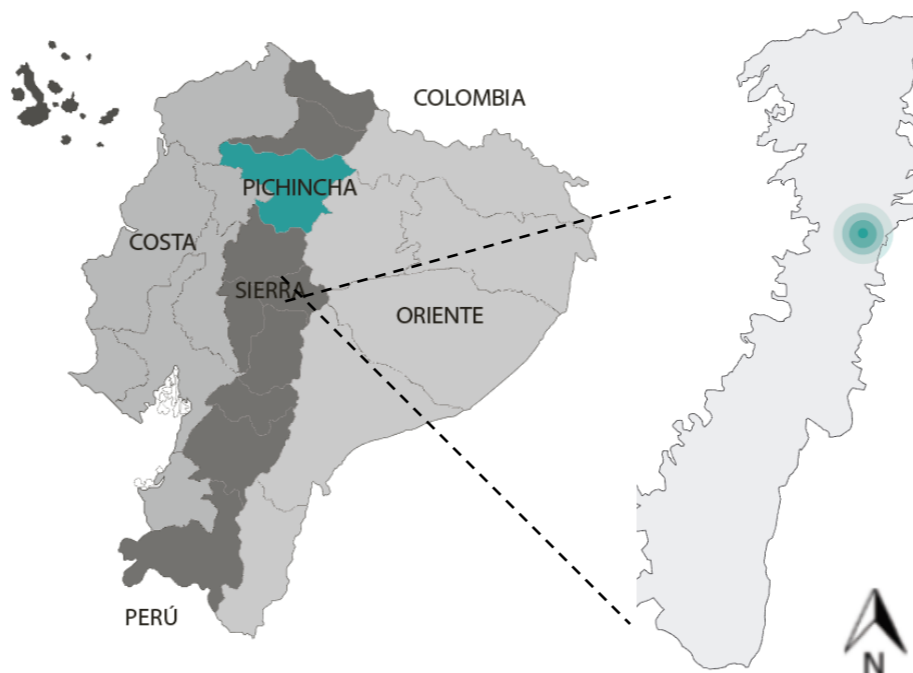 COLOMBIA
PICHINCHA
COSTA
SIERRA
ORIENTE
PERÚ
N